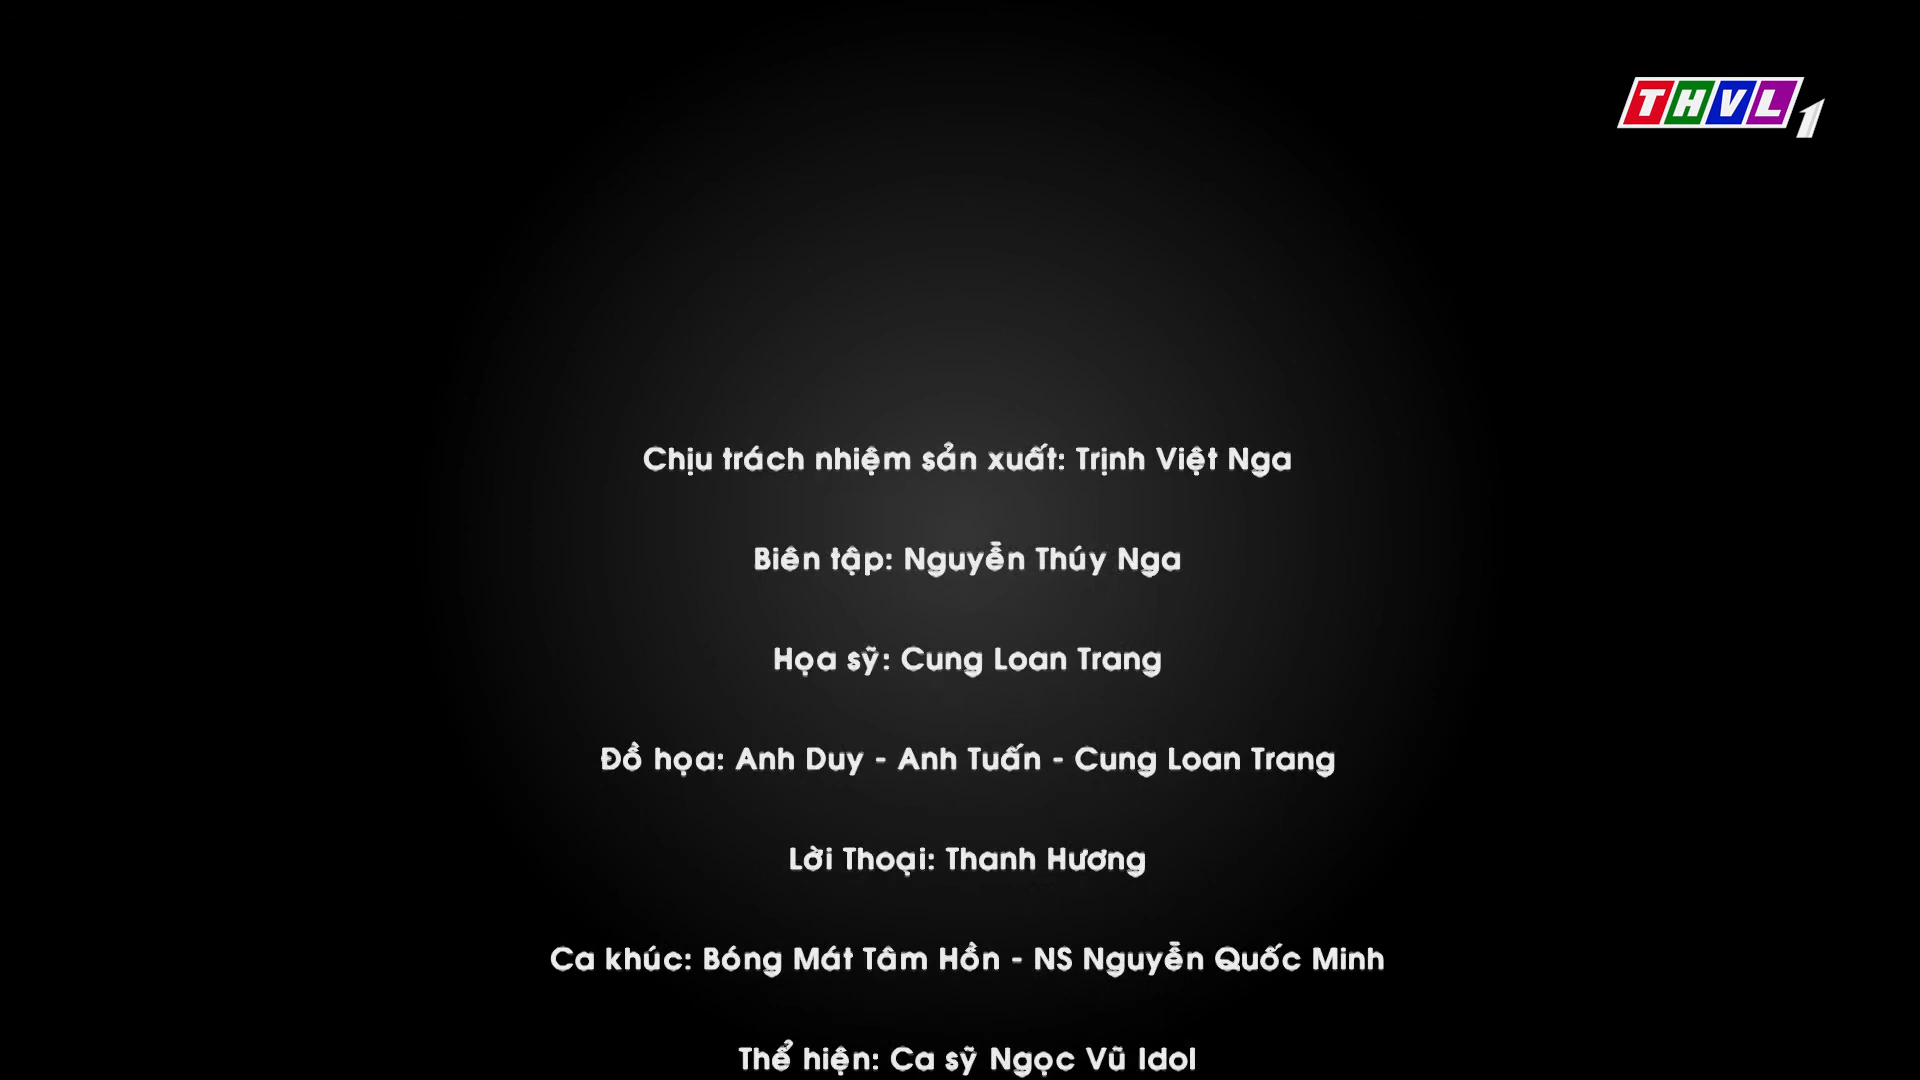 THVL1
Chịu trách nhiệm sản xuất: Trịnh Việt Nga
Biên tập: Nguyễn Thúy Nga
Họa sỹ: Cung Loan Trang
Đồ họa: Anh Duy - Anh Tuấn - Cung Loan Trang
Lời Thoại: Thanh Hương
Ca khúc: Bóng Mát Tâm Hồn - NS Nguyễn Quốc Minh
Thể hiện: Ca sỹ Ngọc Vũ Idol